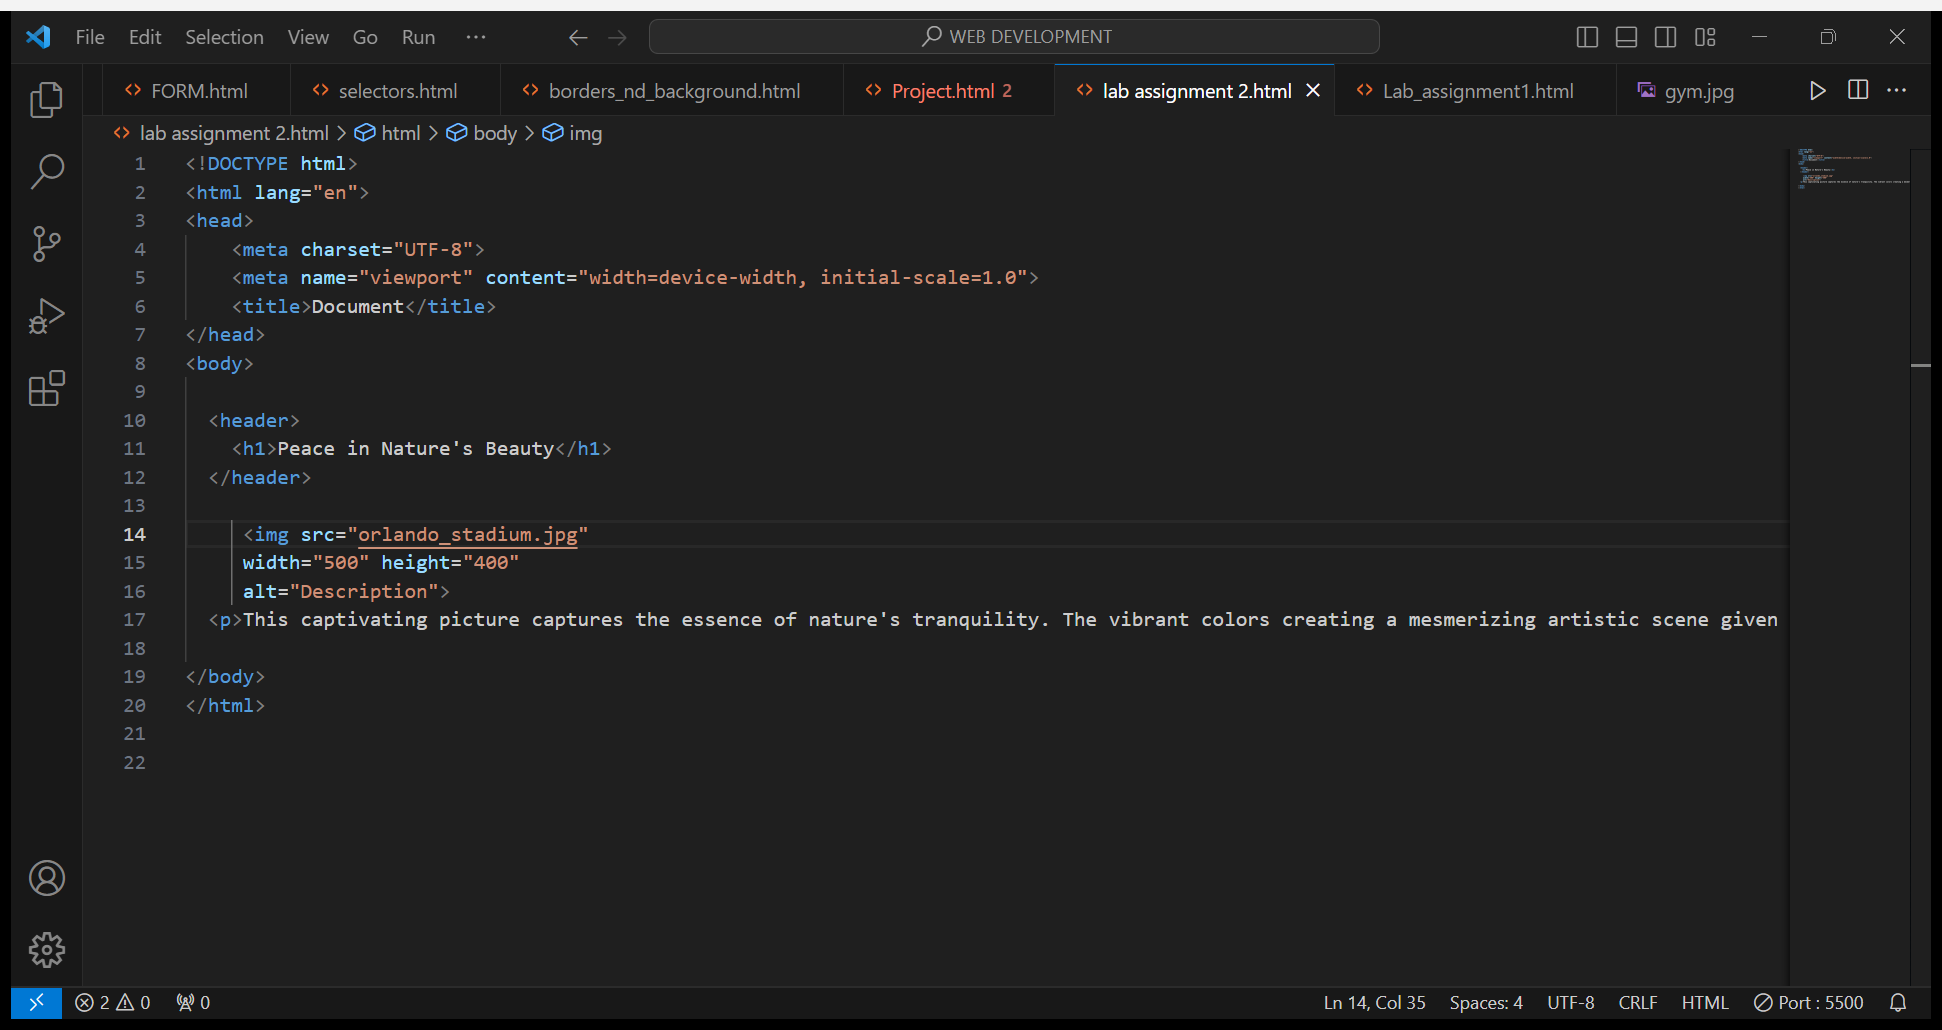 File Edit Selection View Go Run ··· WEB DEVELOPMENT
FORM.html selectors.html borders_nd_background.html Project.html 2 lab assignment 2.html Lab_assignment1.html gym.jpg
lab assignment 2.html > html > body > img
1 <!DOCTYPE html>
2 <html lang="en">
3 <head>
4 <meta charset="UTF-8">
5 <meta name="viewport" content="width=device-width, initial-scale=1.0">
6 <title>Document</title>
7 </head>
8 <body>
9
10 <header>
11 <h1>Peace in Nature's Beauty</h1>
12 </header>
13
14 <img src="orlando_stadium.jpg"
15 width="500" height="400"
16 alt="Description">
17 <p>This captivating picture captures the essence of nature's tranquility. The vibrant colors creating a mesmerizing artistic scene given
18
19 </body>
20 </html>
21
22
2 0 0 Ln 14, Col 35 Spaces: 4 UTF-8 CRLF HTML Port : 5500